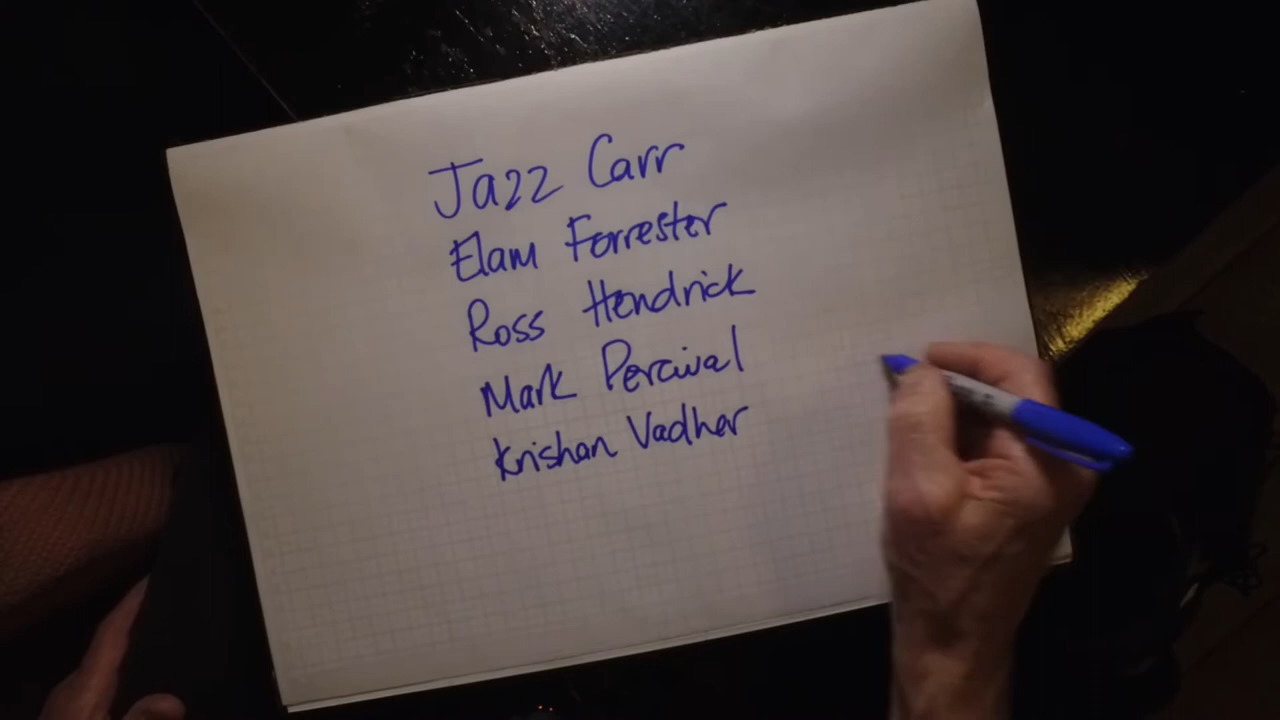 Jazz Carr
Elam Forrester
Ross Hendrick
Mark Percival
Krishan Vadher